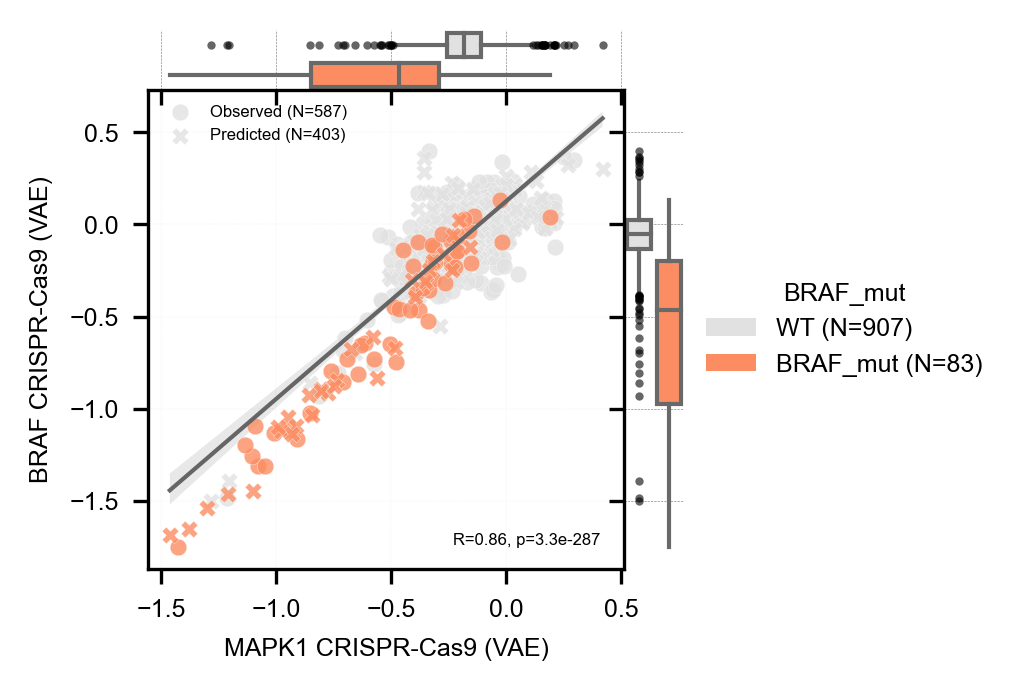 Observed (N=587)
Predicted (N=403)
0.5
0.0
−0.5
−1.0
−1.5
BRAF CRISPR-Cas9 (VAE)
R=0.86, p=3.3e-287
−1.5
−1.0
−0.5
0.0
0.5
MAPK1 CRISPR-Cas9 (VAE)
BRAF_mut
WT (N=907)
BRAF_mut (N=83)